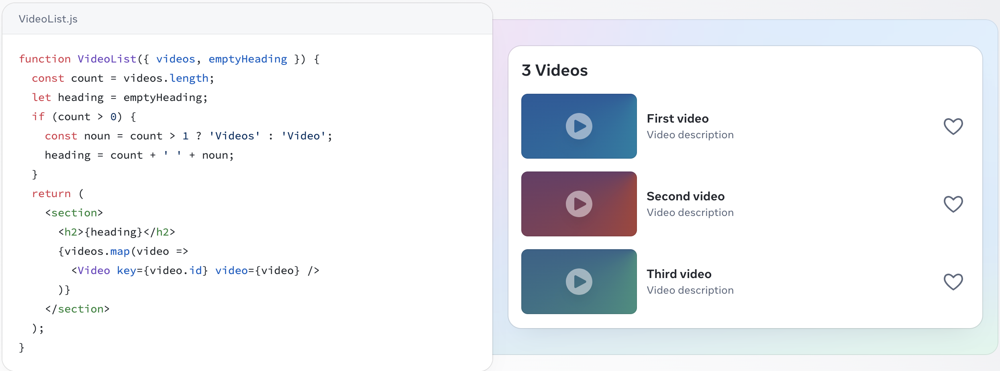 VideoList.js
function VideoList({ videos, emptyHeading }) {
  const count = videos.length;
  let heading = emptyHeading;
  if (count > 0) {
    const noun = count > 1 ? 'Videos' : 'Video';
    heading = count + ' ' + noun;
  }
  return (
    <section>
      <h2>{heading}</h2>
      {videos.map(video =>
        <Video key={video.id} video={video} />
      )}
    </section>
  );
}
3 Videos
First video
Video description
Second video
Video description
Third video
Video description